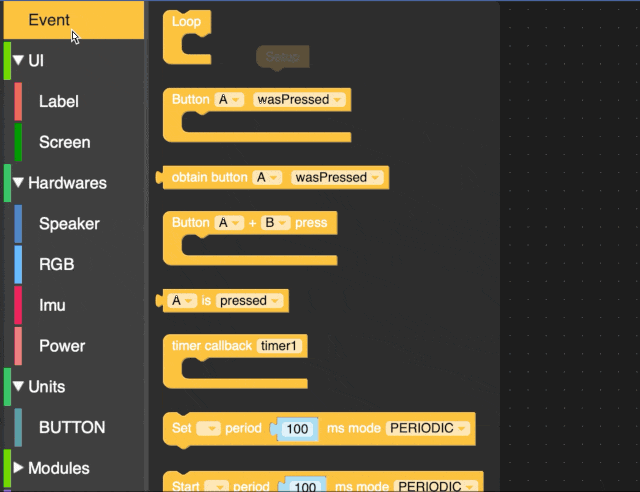 Event
UI
Label
Screen
Hardwares
Speaker
RGB
Imu
Power
Units
BUTTON
Modules
Loop
Setup
Button A wasPressed
obtain button A wasPressed
Button A + B press
A is pressed
timer callback timer1
Set period 100 ms mode PERIODIC
Start period 100 ms mode PERIODIC